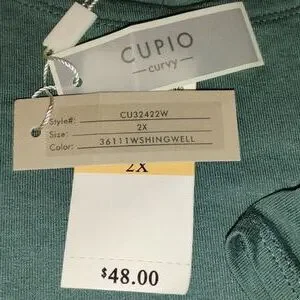 CUPIO
curvy
Style#: CU32422W
Size: 2X
Color: 36111WSHINGWELL
2X
$48.00